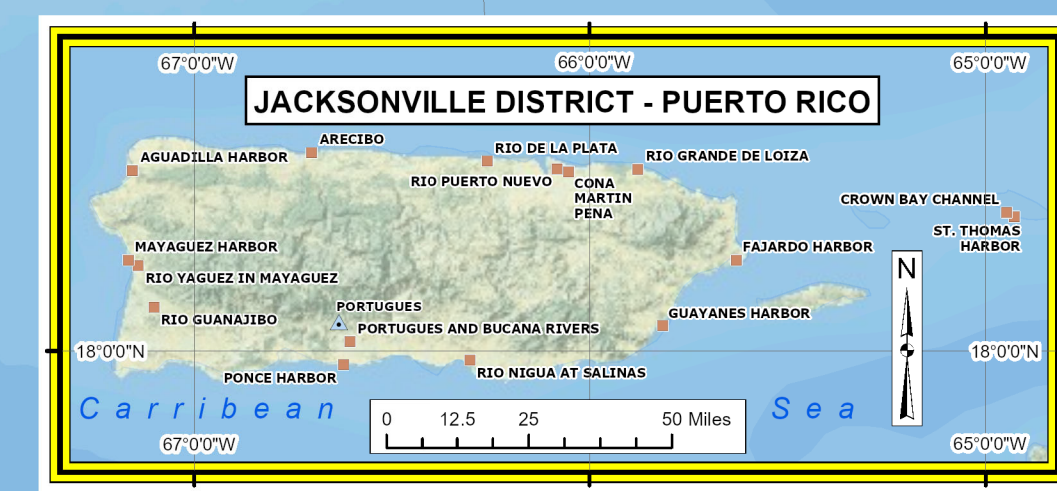 67°0'0"W
66°0'0"W
65°0'0"W
JACKSONVILLE DISTRICT - PUERTO RICO
ARECIBO
RIO DE LA PLATA
AGUADILLA HARBOR
RIO GRANDE DE LOIZA
RIO PUERTO NUEVO
CONA
MARTIN
PENA
CROWN BAY CHANNEL
ST. THOMAS
HARBOR
MAYAGUEZ HARBOR
FAJARDO HARBOR
RIO YAGUEZ IN MAYAGUEZ
N
PORTUGUES
RIO GUANAJIBO
GUAYANES HARBOR
PORTUGUES AND BUCANA RIVERS
18°0'0"N
18°0'0"N
PONCE HARBOR
RIO NIGUA AT SALINAS
Carribean
Sea
0 12.5 25 50 Miles
67°0'0"W
65°0'0"W